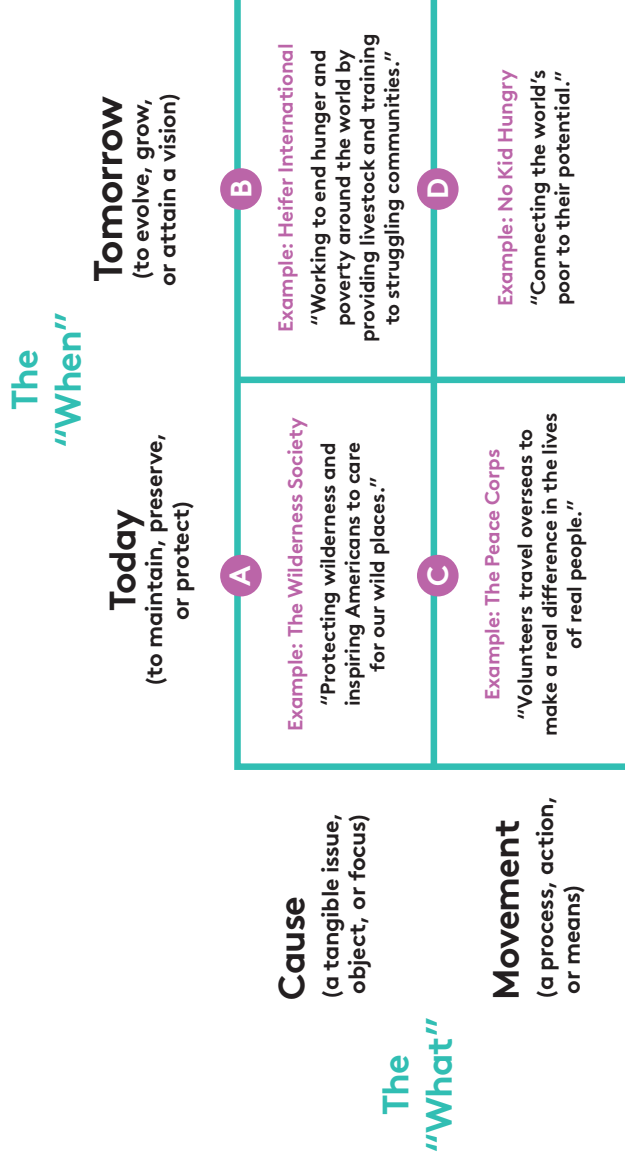 The
“When”
Today
(to maintain, preserve,
or protect)
Tomorrow
(to evolve, grow,
or attain a vision)
The
“What”
Cause
(a tangible issue,
object, or focus)
A
Example: The Wilderness Society
“Protecting wilderness and
inspiring Americans to care
for our wild places.”
B
Example: Heifer International
“Working to end hunger and
poverty around the world by
providing livestock and training
to struggling communities.”
Movement
(a process, action,
or means)
C
Example: The Peace Corps
“Volunteers travel overseas to
make a real difference in the lives
of real people.”
D
Example: No Kid Hungry
“Connecting the world’s
poor to their potential.”